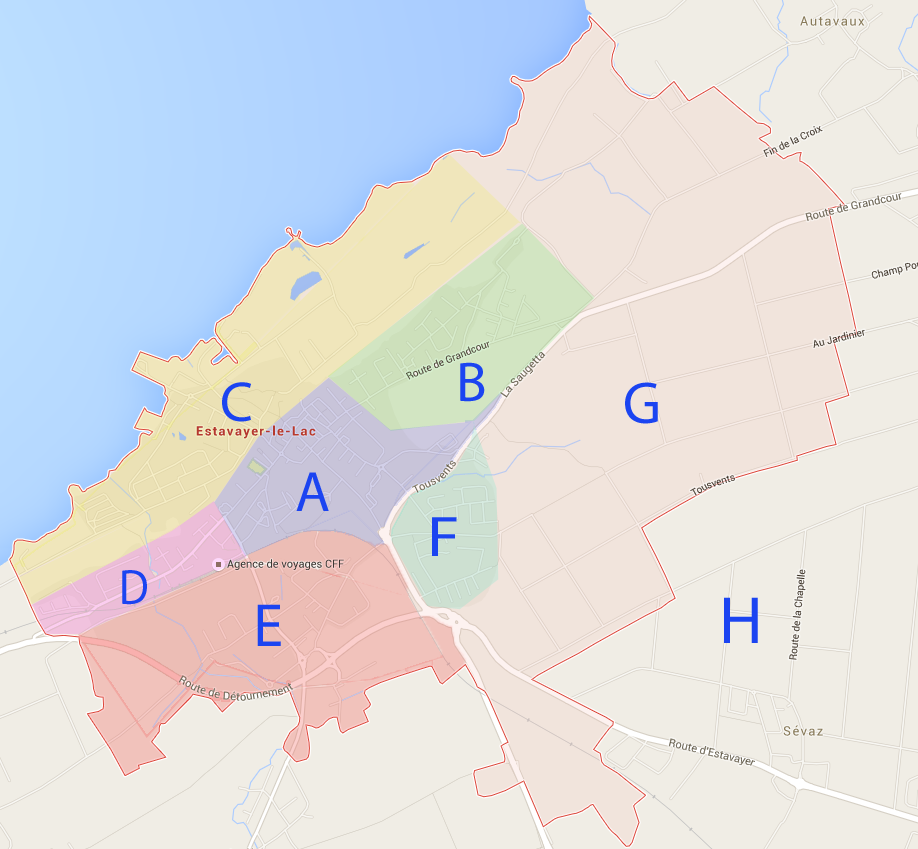 Autavaux
Fin de la Croix
Route de Grandcour
Champ Pou
Au Jardinier
Route de Grandcour
B
La Saugetta
C
G
Estavayer-le-Lac
Tousvents
Tousvents
A
F
Agence de voyages CFF
D
E
H
Route de la Chapelle
Route de Détournement
Sévaz
Route d'Estavayer